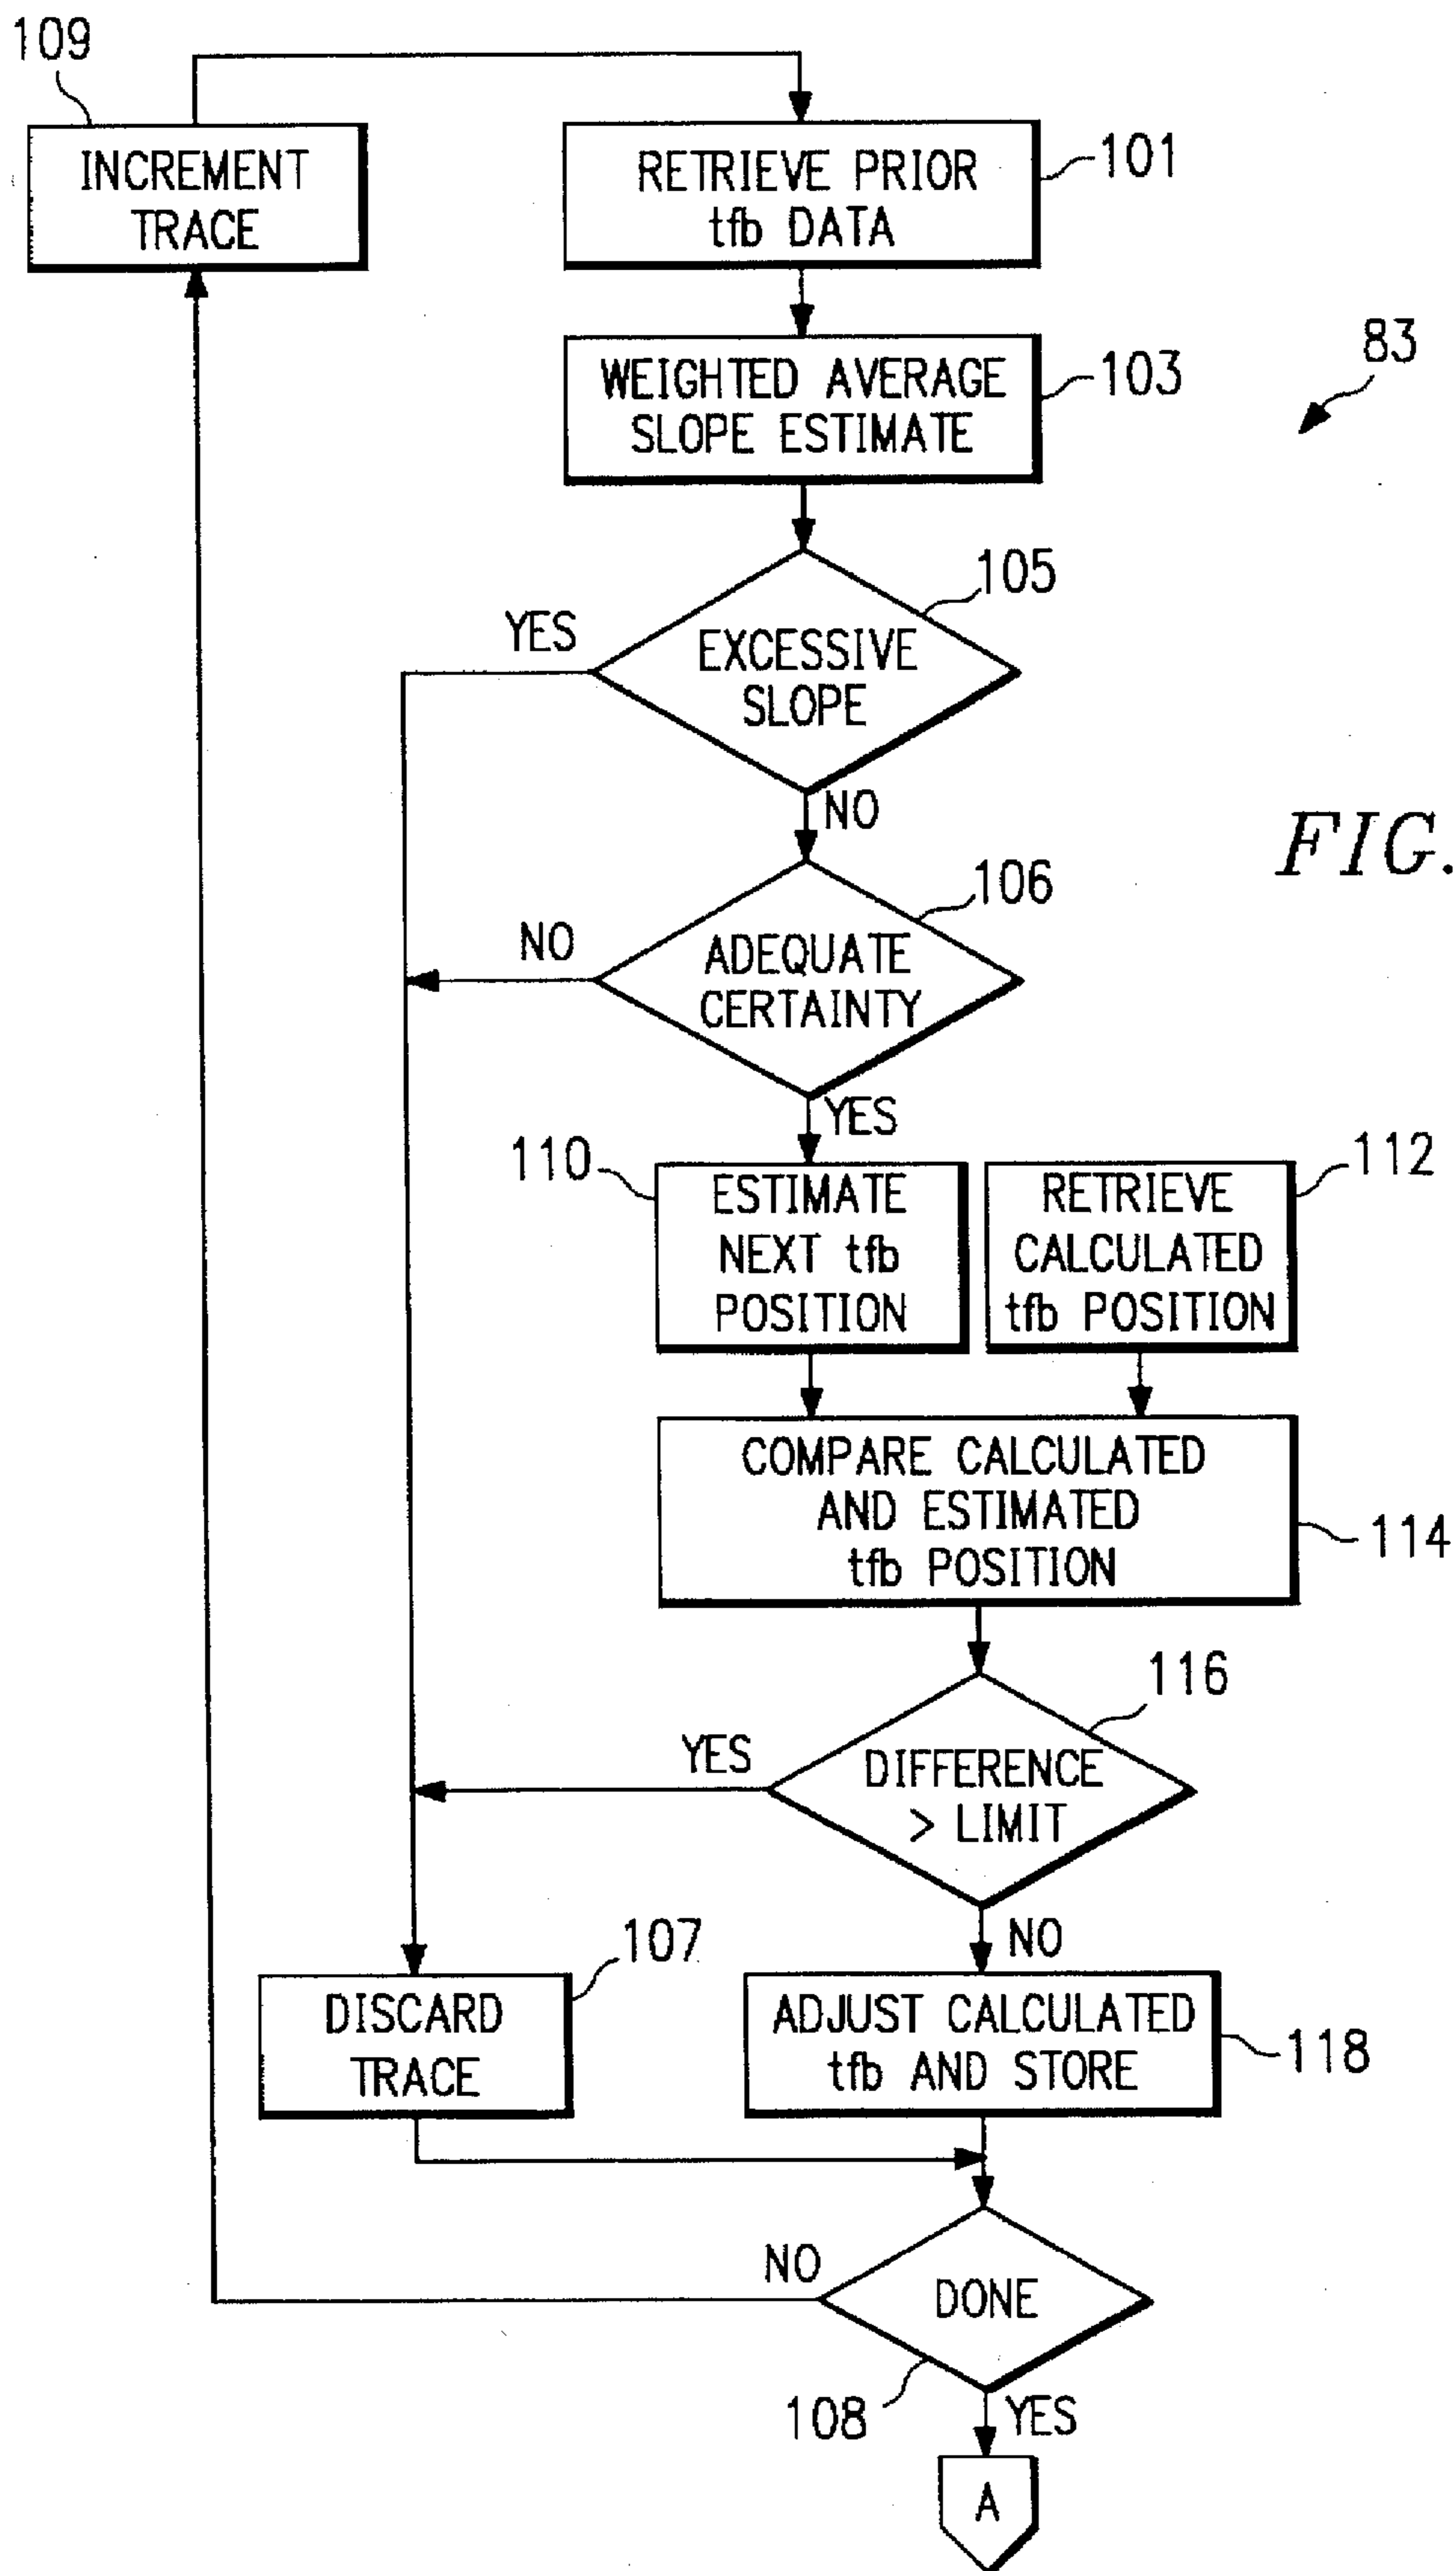 109
INCREMENT
TRACE
RETRIEVE PRIOR
tfb DATA
101
WEIGHTED AVERAGE
SLOPE ESTIMATE
103
83
105
YES
EXCESSIVE
SLOPE
NO
FIG.
106
NO
ADEQUATE
CERTAINTY
YES
110
ESTIMATE
NEXT tfb
POSITION
RETRIEVE
CALCULATED
tfb POSITION
112
COMPARE CALCULATED
AND ESTIMATED
tfb POSITION
114
116
YES
DIFFERENCE
> LIMIT
NO
107
DISCARD
TRACE
ADJUST CALCULATED
tfb AND STORE
118
NO
DONE
108
YES
A